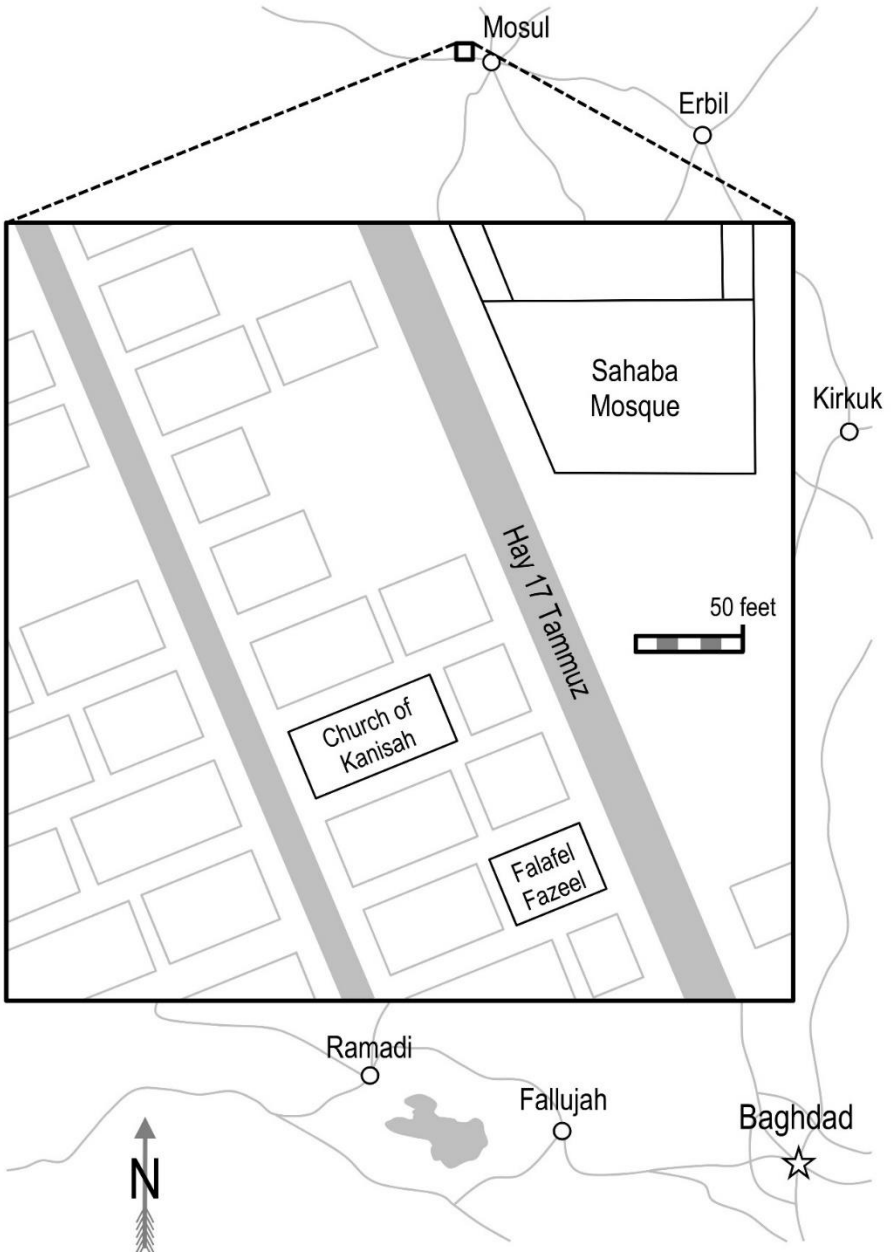 Mosul
Erbil
Sahaba
Mosque
Kirkuk
Hay 17 Tammuz
50 feet
Church of
Kanisah
Falafel
Fazeel
Ramadi
Fallujah
Baghdad
N